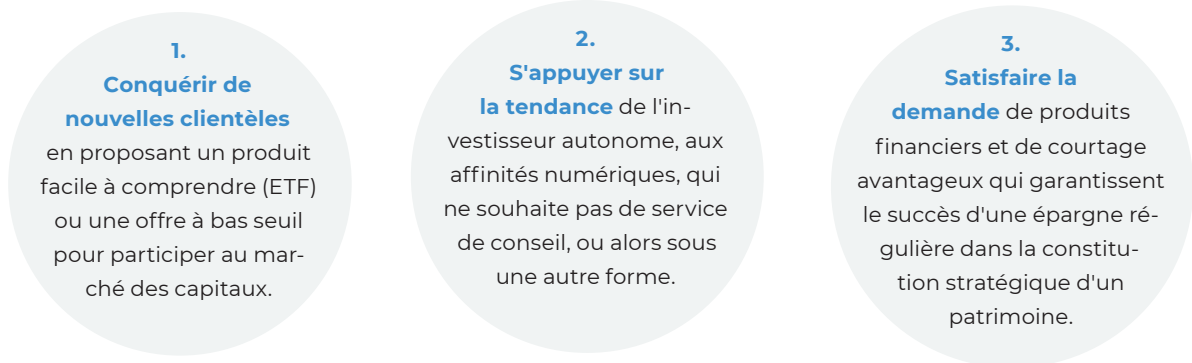 1.
Conquérir de
nouvelles clientèles
en proposant un produit
facile à comprendre (ETF)
ou une offre à bas seuil
pour participer au mar-
ché des capitaux.
2.
S'appuyer sur
la tendance de l'in-
vestisseur autonome, aux
affinités numériques, qui
ne souhaite pas de service
de conseil, ou alors sous
une autre forme.
3.
Satisfaire la
demande de produits
financiers et de courtage
avantageux qui garantissent
le succès d'une épargne ré-
gulière dans la constitu-
tion stratégique d'un
patrimoine.